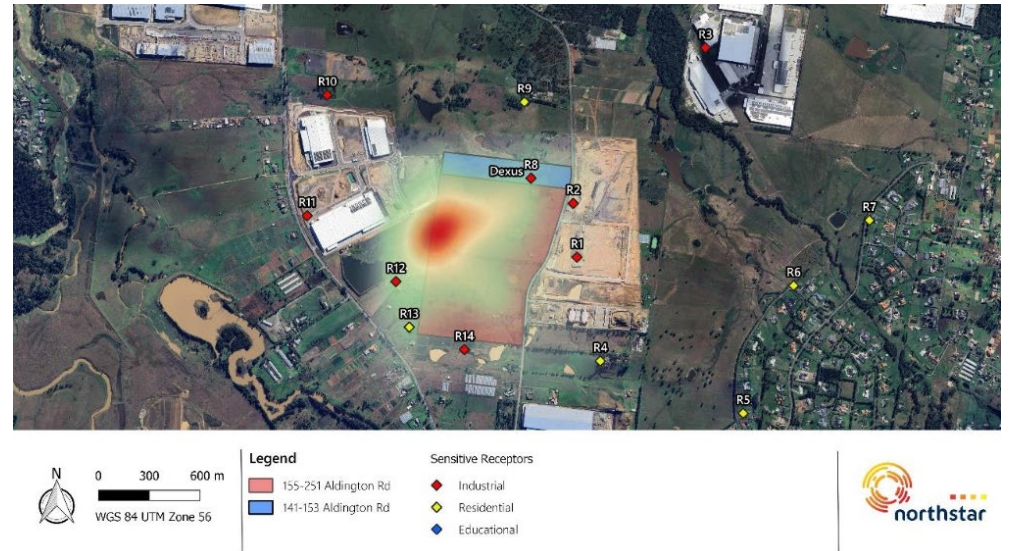 R3
R10
R9
Dexus R8
R2
R11
R7
R1
R12
R6
R13
R14
R4
R5
N
0 300 600 m
WGS 84 UTM Zone 56
Legend
155-251 Aldington Rd
141-153 Aldington Rd
Sensitive Receptors
Industrial
Residential
Educational
northstar